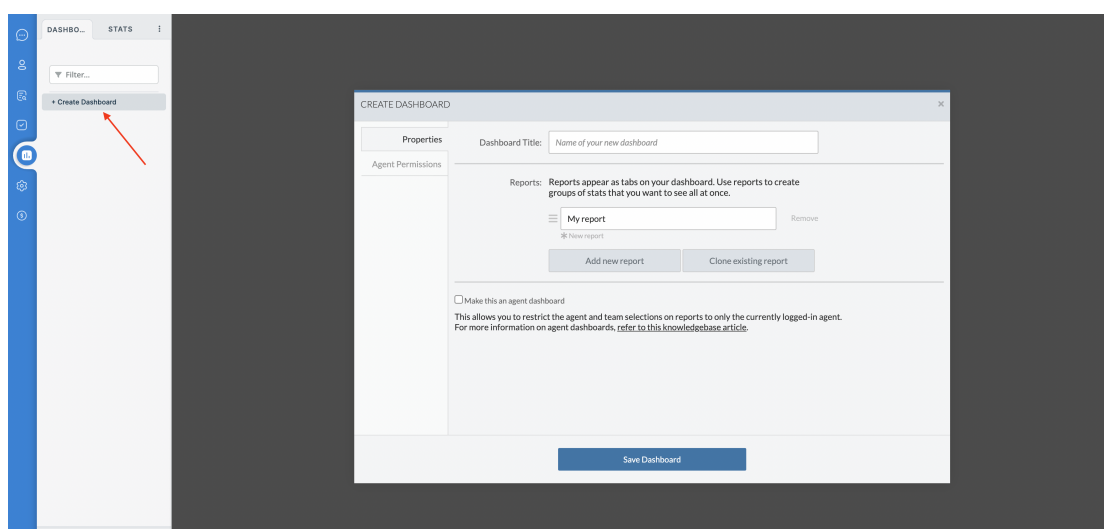 DASHBO...
STATS
Filter...
+ Create Dashboard
CREATE DASHBOARD
×
Properties
Agent Permissions
Dashboard Title:
Name of your new dashboard
Reports:
Reports appear as tabs on your dashboard. Use reports to create
groups of stats that you want to see all at once.
My report
Remove
New report
Add new report
Clone existing report
Make this an agent dashboard
This allows you to restrict the agent and team selections on reports to only the currently logged-in agent.
For more information on agent dashboards, refer to this knowledgebase article.
Save Dashboard